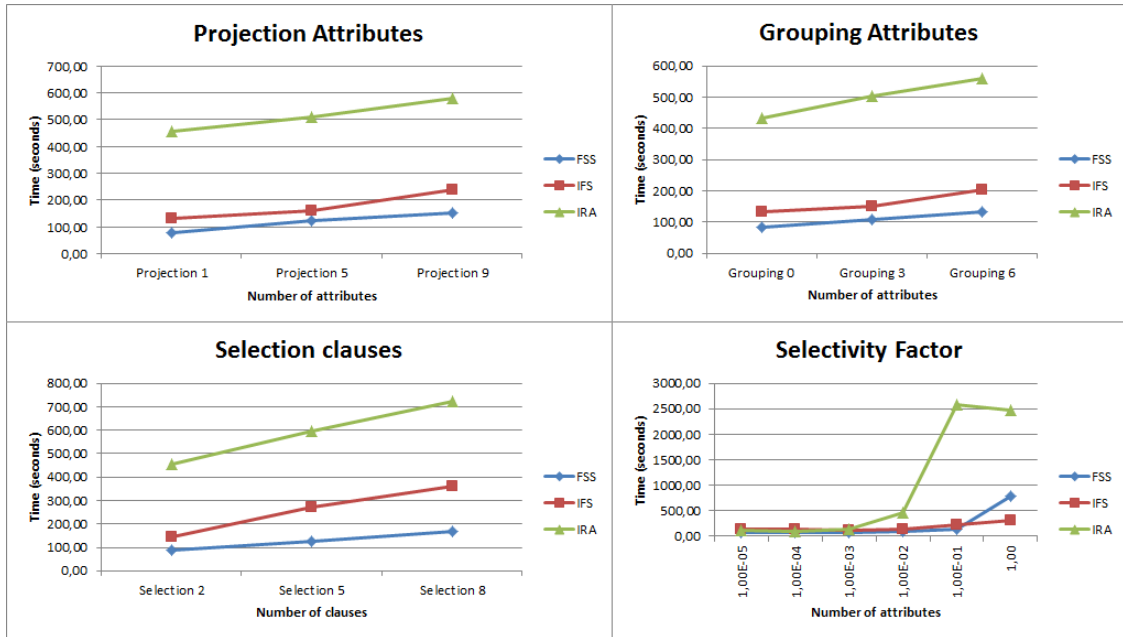 Projection Attributes
700,00
600,00
500,00
400,00
300,00
200,00
100,00
0,00
Time (seconds)
Projection 1
Projection 5
Projection 9
Number of attributes
FSS
IFS
IRA
Grouping Attributes
600,00
500,00
400,00
300,00
200,00
100,00
0,00
Time (seconds)
Grouping 0
Grouping 3
Grouping 6
Number of attributes
FSS
IFS
IRA
Selection clauses
800,00
700,00
600,00
500,00
400,00
300,00
200,00
100,00
0,00
Time (seconds)
Selection 2
Selection 5
Selection 8
Number of clauses
FSS
IFS
IRA
Selectivity Factor
3000,00
2500,00
2000,00
1500,00
1000,00
500,00
0,00
Time (seconds)
1,00E-05
1,00E-04
1,00E-03
1,00E-02
1,00E-01
1,00
Number of attributes
FSS
IFS
IRA